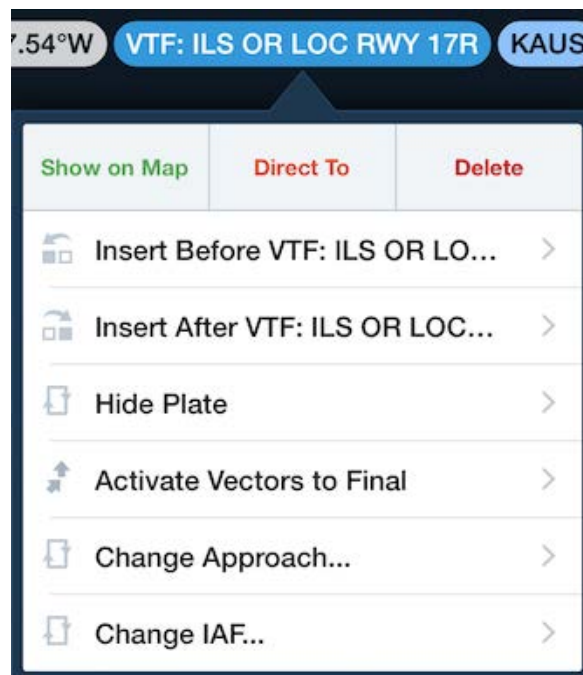 7.54°W VTF: ILS OR LOC RWY 17R KAUS
Show on Map Direct To Delete
Insert Before VTF: ILS OR LO...
Insert After VTF: ILS OR LOC...
Hide Plate
Activate Vectors to Final
Change Approach...
Change IAF...